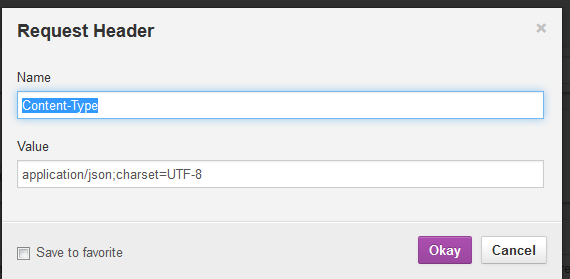 Request Header
×
Name
Content-Type
Value
application/json;charset=UTF-8
Save to favorite
Okay
Cancel